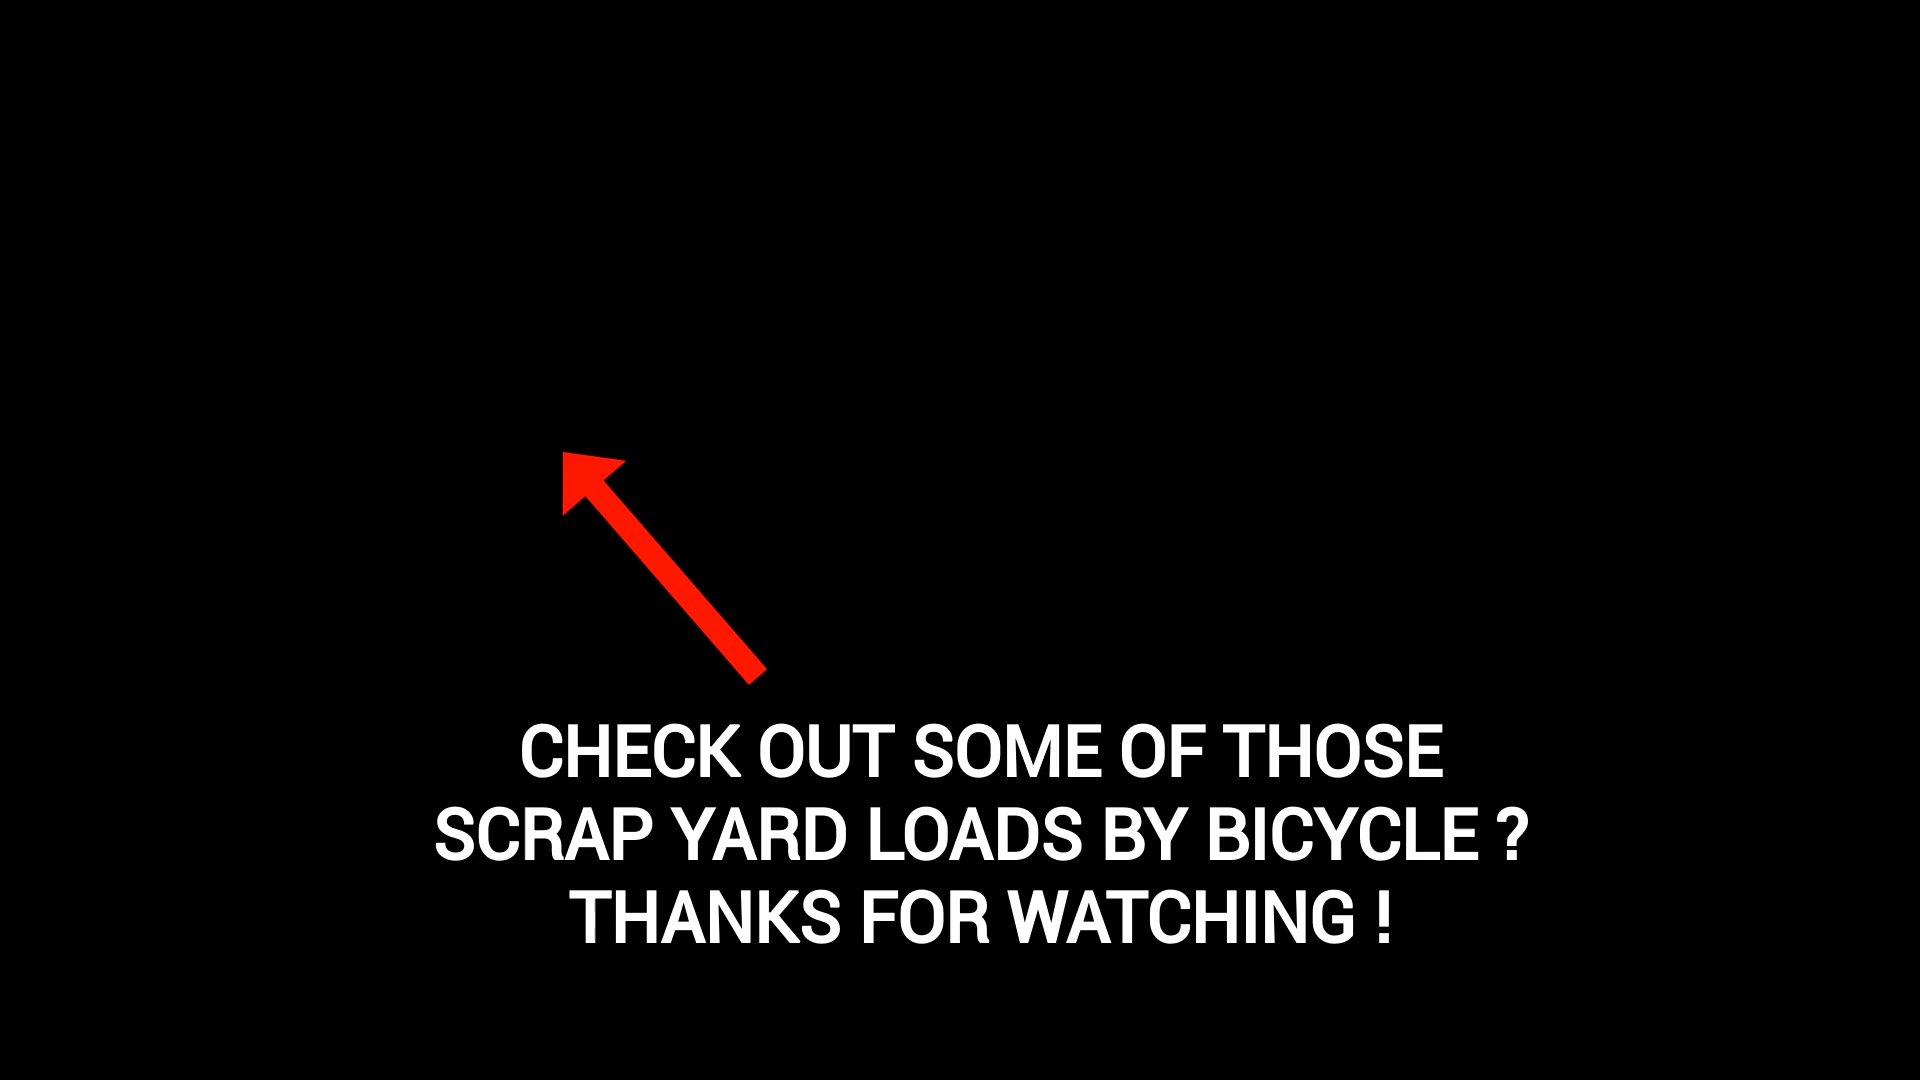 CHECK OUT SOME OF THOSE
SCRAP YARD LOADS BY BICYCLE ?
THANKS FOR WATCHING !